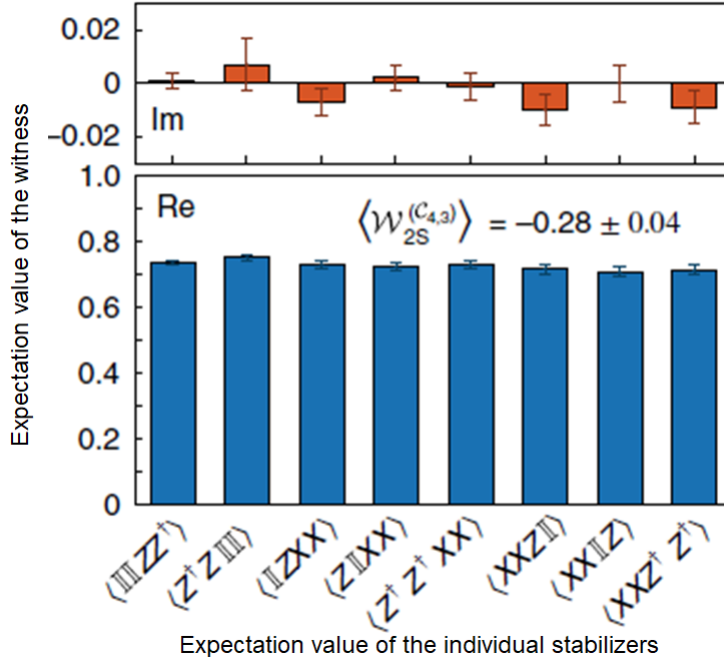 Expectation value of the witness
0.02
0
−0.02
Im
1.0
0.8
0.6
0.4
0.2
0
Re
⟨𝒲_{2S}^{(𝒞_{4,3})}⟩ = −0.28 ± 0.04
⟨𝕀𝕀ZZ†⟩
⟨Z†Z𝕀𝕀⟩
⟨𝕀ZXX⟩
⟨Z𝕀XX⟩
⟨Z†Z†XX⟩
⟨XXZ𝕀⟩
⟨XX𝕀Z⟩
⟨XXZ†Z†⟩
Expectation value of the individual stabilizers